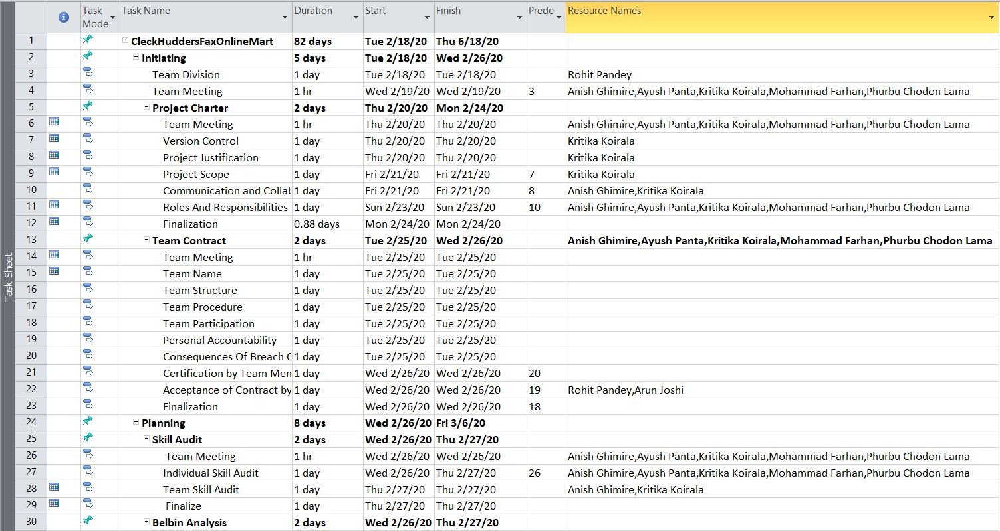 Task Sheet
Task Mode Task Name Duration Start Finish Prede Resource Names
1 CleckHuddersFaxOnlineMart 82 days Tue 2/18/20 Thu 6/18/20
2 Initiating 5 days Tue 2/18/20 Wed 2/26/20
3 Team Division 1 day Tue 2/18/20 Tue 2/18/20 Rohit Pandey
4 Team Meeting 1 hr Wed 2/19/20 Wed 2/19/20 3 Anish Ghimire,Ayush Panta,Kritika Koirala,Mohammad Farhan,Phurbu Chodon Lama
5 Project Charter 2 days Thu 2/20/20 Mon 2/24/20
6 Team Meeting 1 hr Thu 2/20/20 Thu 2/20/20 Anish Ghimire,Ayush Panta,Kritika Koirala,Mohammad Farhan,Phurbu Chodon Lama
7 Version Control 1 day Thu 2/20/20 Thu 2/20/20 Kritika Koirala
8 Project Justification 1 day Thu 2/20/20 Thu 2/20/20 Kritika Koirala
9 Project Scope 1 day Fri 2/21/20 Fri 2/21/20 7 Kritika Koirala
10 Communication and Collab 1 day Fri 2/21/20 Fri 2/21/20 8 Anish Ghimire,Kritika Koirala
11 Roles And Responsibilities 1 day Sun 2/23/20 Sun 2/23/20 10 Anish Ghimire,Ayush Panta,Kritika Koirala,Mohammad Farhan,Phurbu Chodon Lama
12 Finalization 0.88 days Mon 2/24/20 Mon 2/24/20
13 Team Contract 2 days Tue 2/25/20 Wed 2/26/20 Anish Ghimire,Ayush Panta,Kritika Koirala,Mohammad Farhan,Phurbu Chodon Lama
14 Team Meeting 1 hr Tue 2/25/20 Tue 2/25/20
15 Team Name 1 day Tue 2/25/20 Tue 2/25/20
16 Team Structure 1 day Tue 2/25/20 Tue 2/25/20
17 Team Procedure 1 day Tue 2/25/20 Tue 2/25/20
18 Team Participation 1 day Tue 2/25/20 Tue 2/25/20
19 Personal Accountability 1 day Tue 2/25/20 Tue 2/25/20
20 Consequences Of Breach 1 day Tue 2/25/20 Tue 2/25/20
21 Certification by Team Mem 1 day Wed 2/26/20 Wed 2/26/20 20
22 Acceptance of Contract by 1 day Wed 2/26/20 Wed 2/26/20 19 Rohit Pandey,Arun Joshi
23 Finalization 1 day Wed 2/26/20 Wed 2/26/20 18
24 Planning 8 days Wed 2/26/20 Fri 3/6/20
25 Skill Audit 2 days Wed 2/26/20 Thu 2/27/20
26 Team Meeting 1 hr Wed 2/26/20 Wed 2/26/20 Anish Ghimire,Ayush Panta,Kritika Koirala,Mohammad Farhan,Phurbu Chodon Lama
27 Individual Skill Audit 1 day Wed 2/26/20 Thu 2/27/20 26 Anish Ghimire,Ayush Panta,Kritika Koirala,Mohammad Farhan,Phurbu Chodon Lama
28 Team Skill Audit 1 day Thu 2/27/20 Thu 2/27/20 Anish Ghimire,Kritika Koirala
29 Finalize 1 day Thu 2/27/20 Thu 2/27/20
30 Belbin Analysis 2 days Wed 2/26/20 Thu 2/27/20